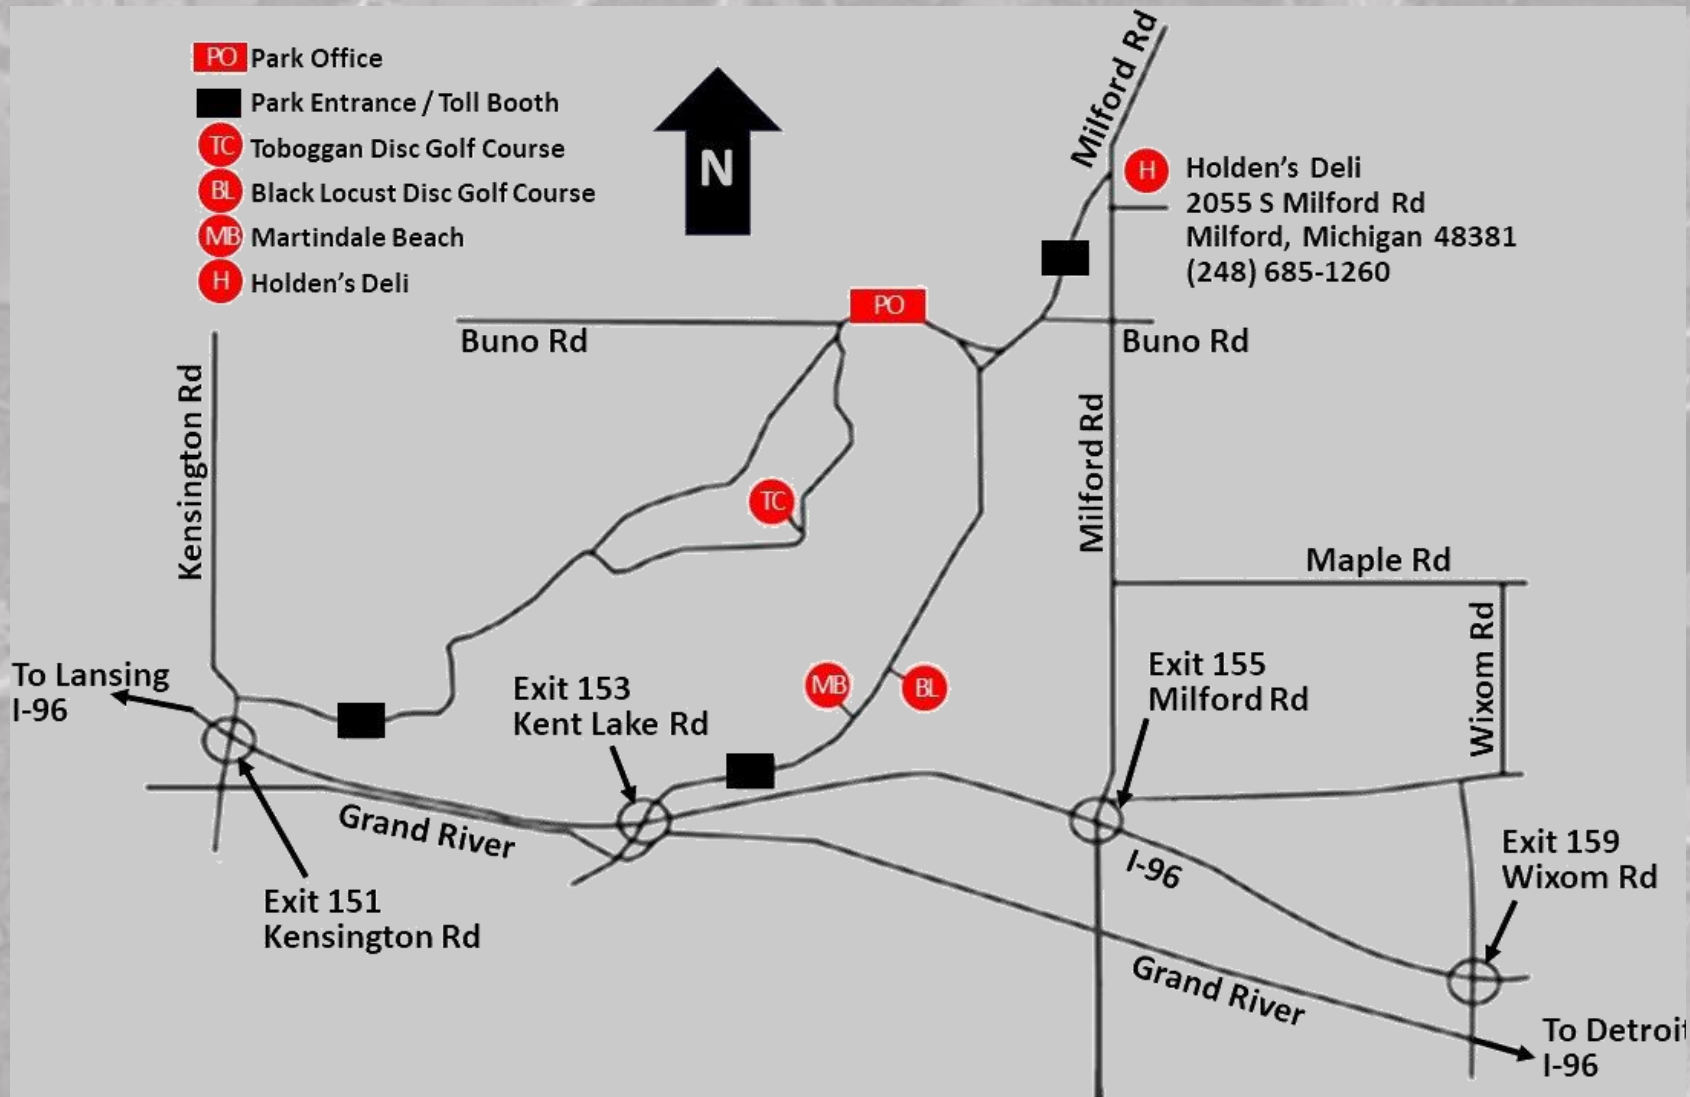 PO Park Office
Park Entrance / Toll Booth
TC Toboggan Disc Golf Course
BL Black Locust Disc Golf Course
MB Martindale Beach
H Holden's Deli
N
Milford Rd
H Holden's Deli
2055 S Milford Rd
Milford, Michigan 48381
(248) 685-1260
PO
Buno Rd
Buno Rd
Kensington Rd
Milford Rd
TC
Maple Rd
Wixom Rd
To Lansing
I-96
Exit 153
Kent Lake Rd
MB
BL
Exit 155
Milford Rd
Grand River
I-96
Exit 159
Wixom Rd
Exit 151
Kensington Rd
Grand River
To Detroit
I-96